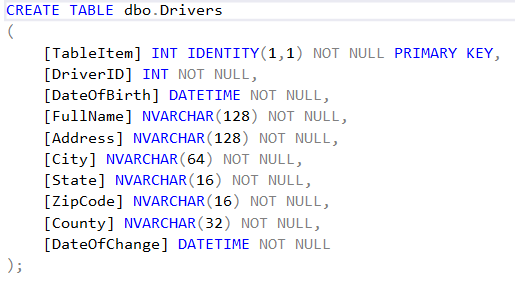 CREATE TABLE dbo.Drivers
(
    [TableItem] INT IDENTITY(1,1) NOT NULL PRIMARY KEY,
    [DriverID] INT NOT NULL,
    [DateOfBirth] DATETIME NOT NULL,
    [FullName] NVARCHAR(128) NOT NULL,
    [Address] NVARCHAR(128) NOT NULL,
    [City] NVARCHAR(64) NOT NULL,
    [State] NVARCHAR(16) NOT NULL,
    [ZipCode] NVARCHAR(16) NOT NULL,
    [County] NVARCHAR(32) NOT NULL,
    [DateOfChange] DATETIME NOT NULL
);